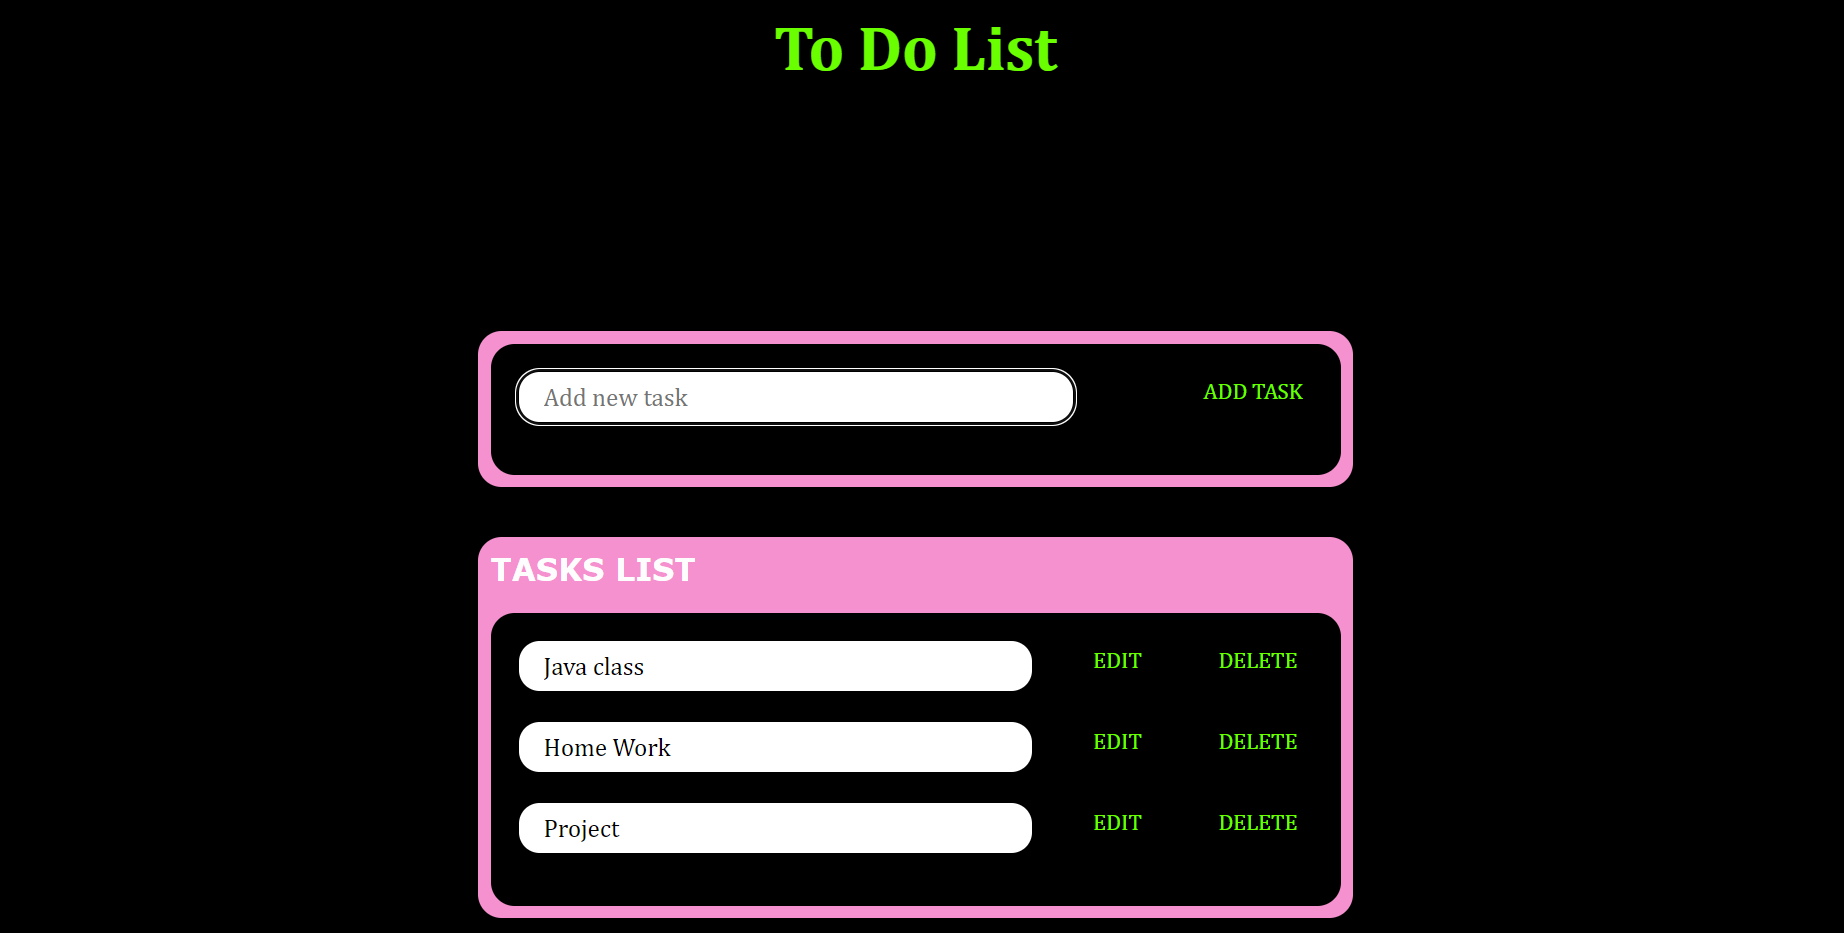 To Do List
Add new task ADD TASK
TASKS LIST
Java class EDIT DELETE
Home Work EDIT DELETE
Project EDIT DELETE